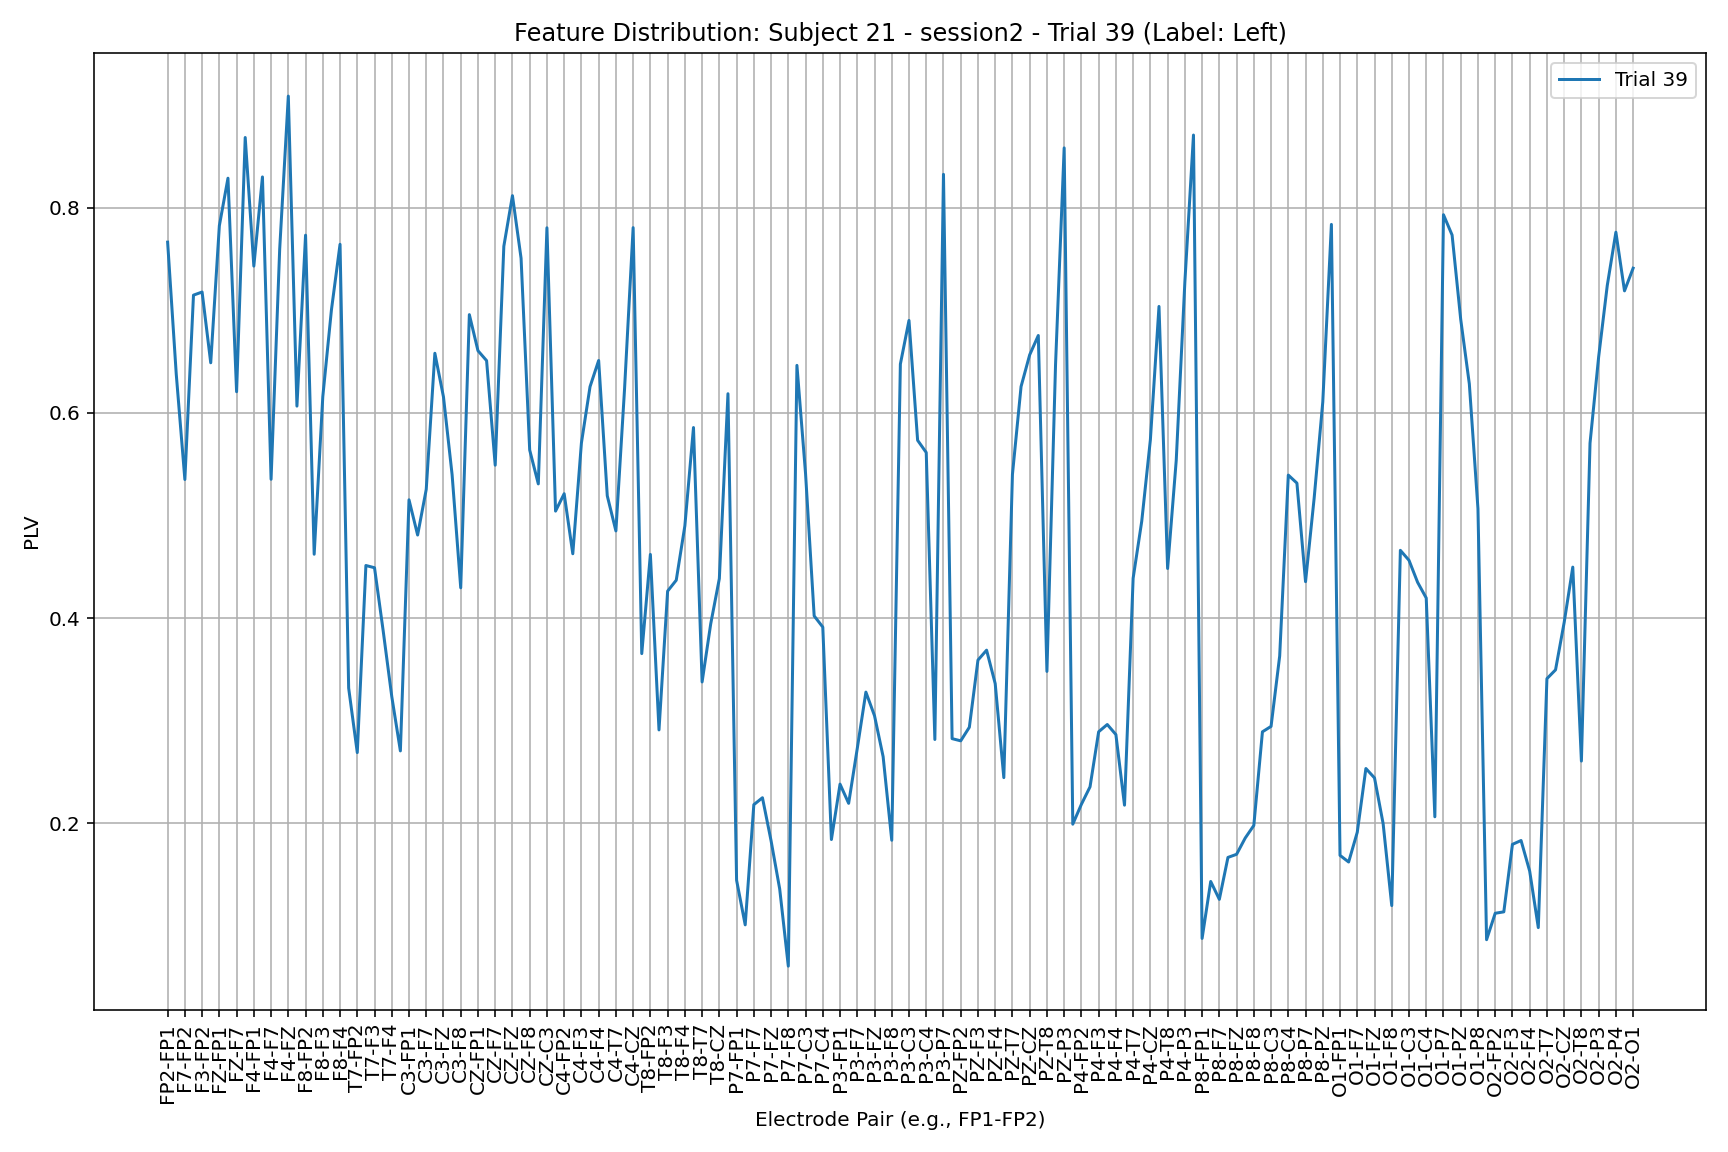 Feature Distribution: Subject 21 - session2 - Trial 39 (Label: Left)
Trial 39
PLV
0.8
0.6
0.4
0.2
FP2-FP1
F7-FP2
F3-FP2
FZ-FP1
FZ-F7
F4-FP1
F4-F7
F4-FZ
F8-FP2
F8-F3
F8-F4
T7-FP2
T7-F3
T7-F4
C3-FP1
C3-F7
C3-FZ
C3-F8
CZ-FP1
CZ-F7
CZ-FZ
CZ-F8
CZ-C3
C4-FP2
C4-F3
C4-F4
C4-T7
C4-CZ
T8-FP2
T8-F3
T8-F4
T8-T7
T8-CZ
P7-FP1
P7-F7
P7-FZ
P7-F8
P7-C3
P7-C4
P3-FP1
P3-F7
P3-FZ
P3-F8
P3-C3
P3-C4
P3-P7
PZ-FP2
PZ-F3
PZ-F4
PZ-T7
PZ-CZ
PZ-T8
PZ-P3
P4-FP2
P4-F3
P4-F4
P4-T7
P4-CZ
P4-T8
P4-P3
P8-FP1
P8-F7
P8-FZ
P8-F8
P8-C3
P8-C4
P8-P7
P8-PZ
O1-FP1
O1-F7
O1-FZ
O1-F8
O1-C3
O1-C4
O1-P7
O1-PZ
O1-P8
O2-FP2
O2-F3
O2-F4
O2-T7
O2-CZ
O2-T8
O2-P3
O2-P4
O2-O1
Electrode Pair (e.g., FP1-FP2)